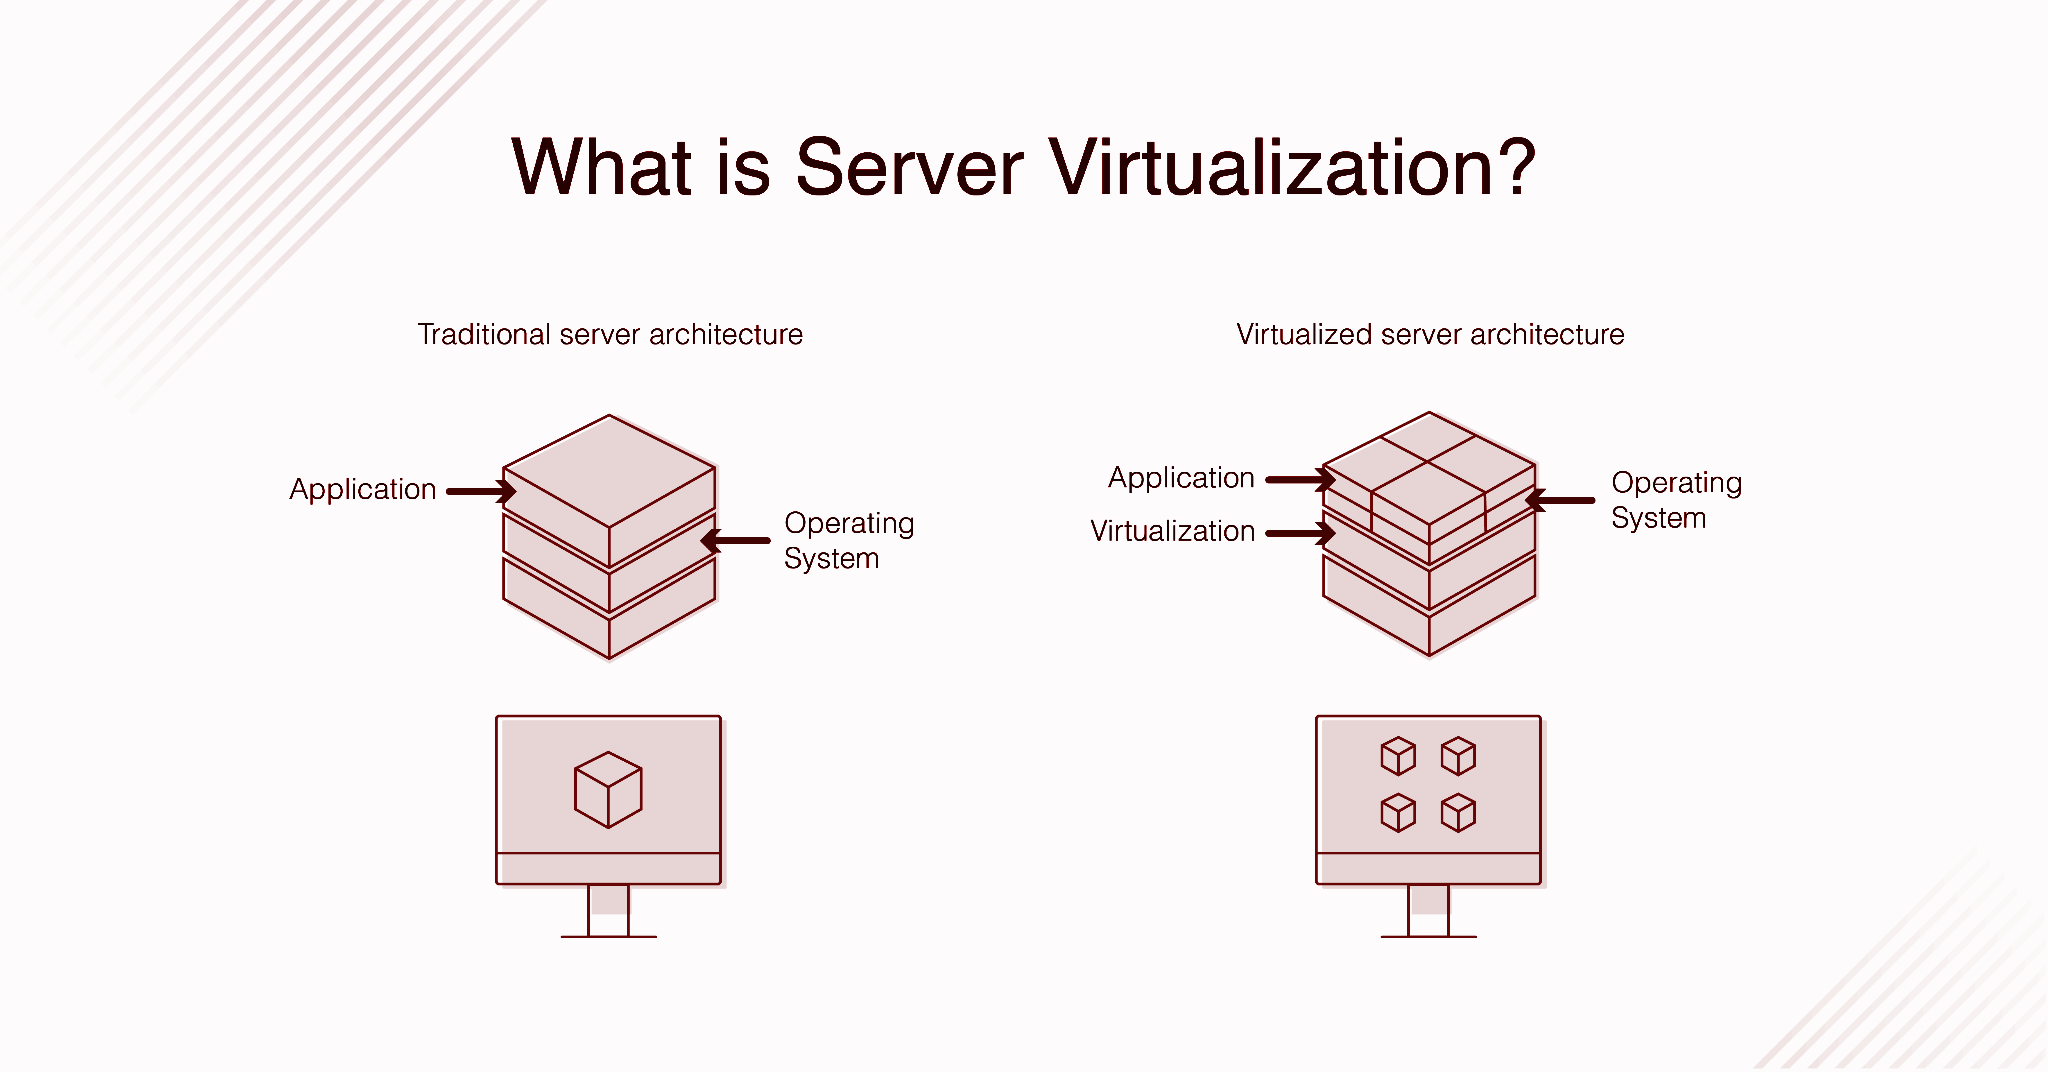 What is Server Virtualization?
Traditional server architecture
Application
Operating
System
Virtualized server architecture
Application
Virtualization
Operating
System